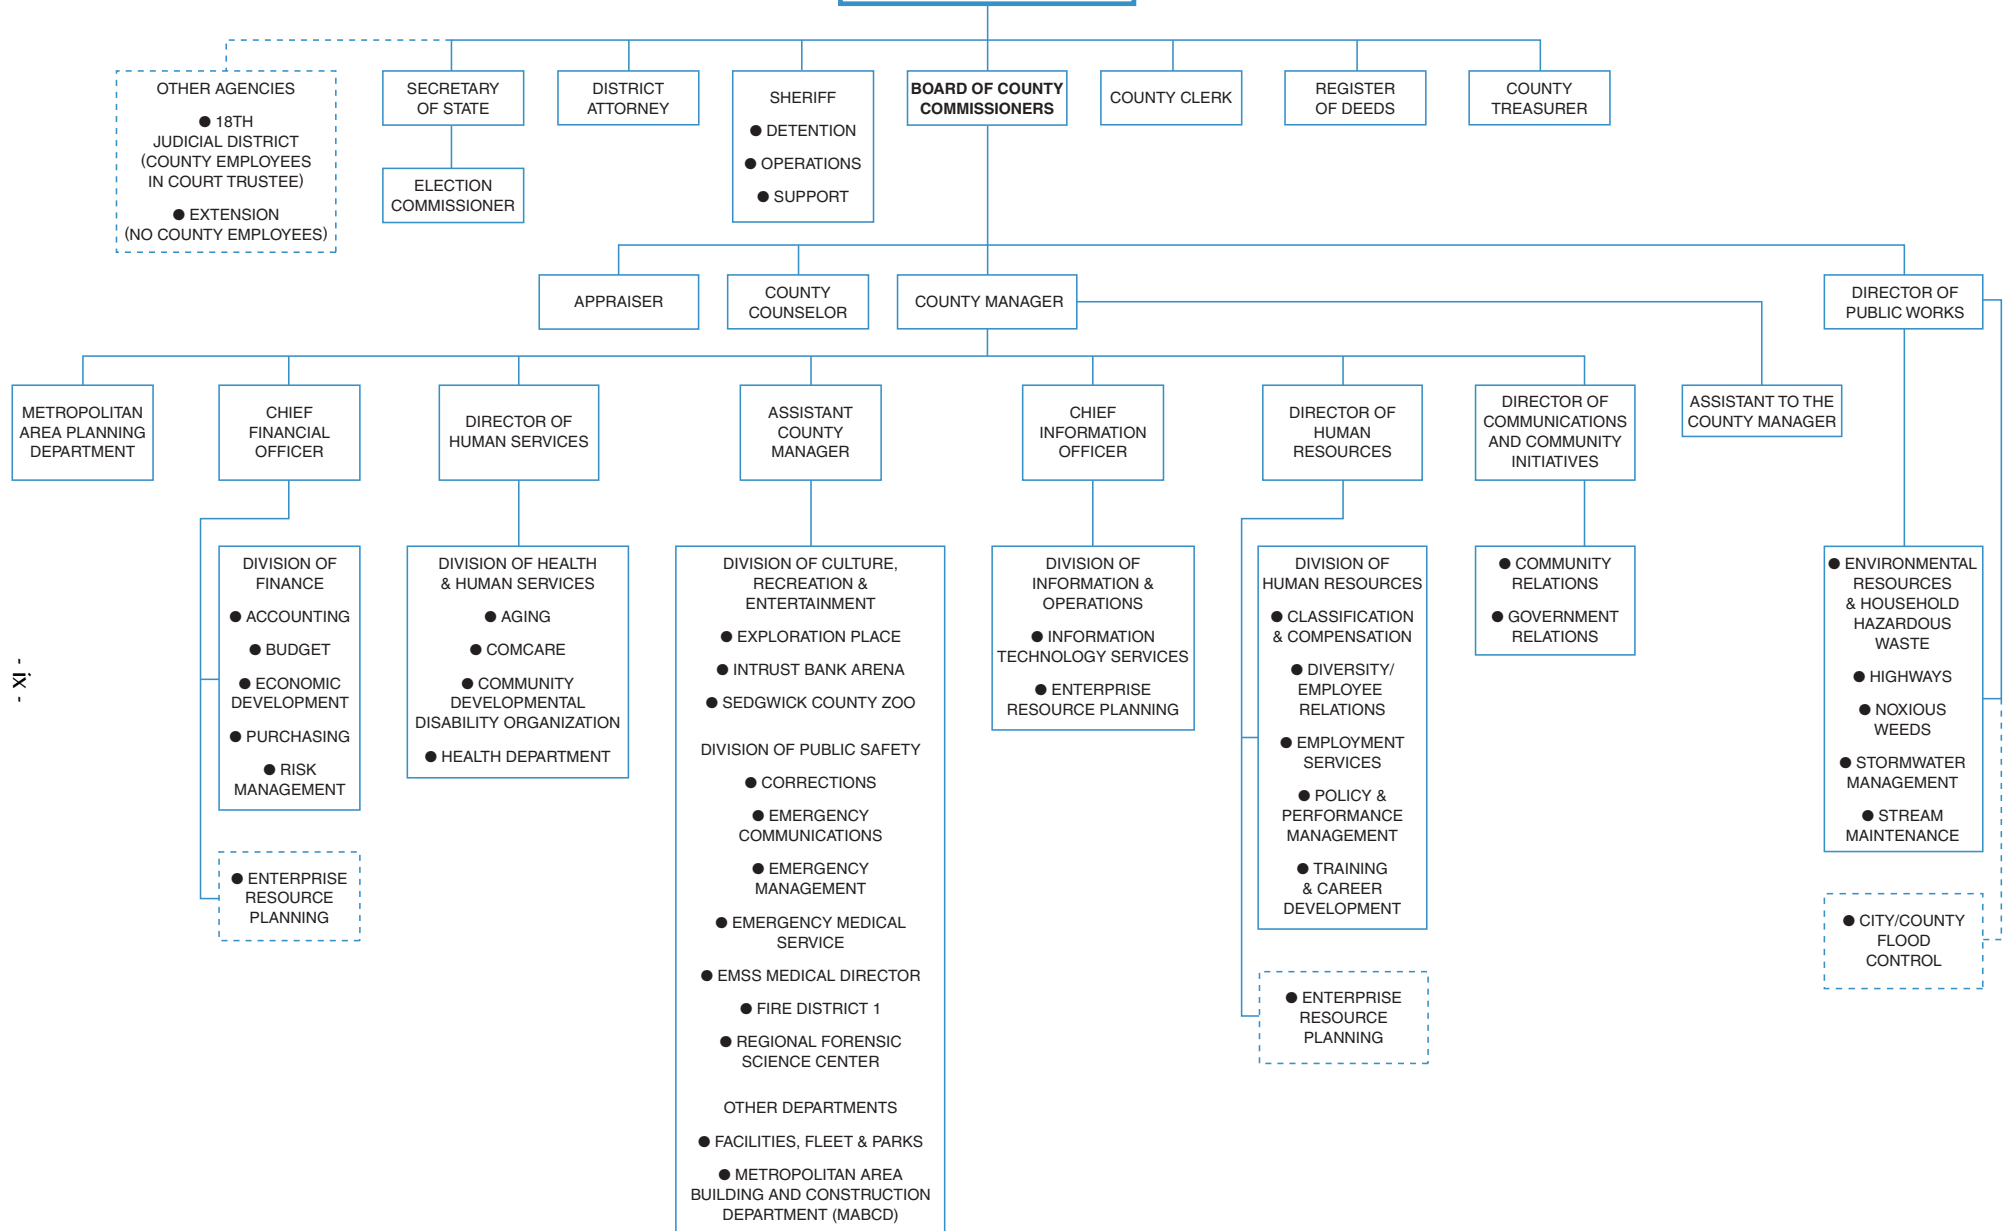 OTHER AGENCIES
● 18TH
JUDICIAL DISTRICT
(COUNTY EMPLOYEES
IN COURT TRUSTEE)
● EXTENSION
(NO COUNTY EMPLOYEES)
SECRETARY
OF STATE
ELECTION
COMMISSIONER
DISTRICT
ATTORNEY
SHERIFF
● DETENTION
● OPERATIONS
● SUPPORT
BOARD OF COUNTY
COMMISSIONERS
COUNTY CLERK
REGISTER
OF DEEDS
COUNTY
TREASURER
APPRAISER
COUNTY
COUNSELOR
COUNTY MANAGER
DIRECTOR OF
PUBLIC WORKS
METROPOLITAN
AREA PLANNING
DEPARTMENT
CHIEF
FINANCIAL
OFFICER
DIRECTOR OF
HUMAN SERVICES
ASSISTANT
COUNTY
MANAGER
CHIEF
INFORMATION
OFFICER
DIRECTOR OF
HUMAN
RESOURCES
DIRECTOR OF
COMMUNICATIONS
AND COMMUNITY
INITIATIVES
ASSISTANT TO THE
COUNTY MANAGER
DIVISION OF
FINANCE
● ACCOUNTING
● BUDGET
● ECONOMIC
DEVELOPMENT
● PURCHASING
● RISK
MANAGEMENT
● ENTERPRISE
RESOURCE
PLANNING
DIVISION OF HEALTH
& HUMAN SERVICES
● AGING
● COMCARE
● COMMUNITY
DEVELOPMENTAL
DISABILITY ORGANIZATION
● HEALTH DEPARTMENT
DIVISION OF CULTURE,
RECREATION &
ENTERTAINMENT
● EXPLORATION PLACE
● INTRUST BANK ARENA
● SEDGWICK COUNTY ZOO
DIVISION OF PUBLIC SAFETY
● CORRECTIONS
● EMERGENCY
COMMUNICATIONS
● EMERGENCY
MANAGEMENT
● EMERGENCY MEDICAL
SERVICE
● EMSS MEDICAL DIRECTOR
● FIRE DISTRICT 1
● REGIONAL FORENSIC
SCIENCE CENTER
OTHER DEPARTMENTS
● FACILITIES, FLEET & PARKS
● METROPOLITAN AREA
BUILDING AND CONSTRUCTION
DEPARTMENT (MABCD)
DIVISION OF
INFORMATION &
OPERATIONS
● INFORMATION
TECHNOLOGY SERVICES
● ENTERPRISE
RESOURCE PLANNING
DIVISION OF
HUMAN RESOURCES
● CLASSIFICATION
& COMPENSATION
● DIVERSITY/
EMPLOYEE
RELATIONS
● EMPLOYMENT
SERVICES
● POLICY &
PERFORMANCE
MANAGEMENT
● TRAINING
& CAREER
DEVELOPMENT
● ENTERPRISE
RESOURCE
PLANNING
● COMMUNITY
RELATIONS
● GOVERNMENT
RELATIONS
● ENVIRONMENTAL
RESOURCES
& HOUSEHOLD
HAZARDOUS
WASTE
● HIGHWAYS
● NOXIOUS
WEEDS
● STORMWATER
MANAGEMENT
● STREAM
MAINTENANCE
● CITY/COUNTY
FLOOD
CONTROL
- ix -